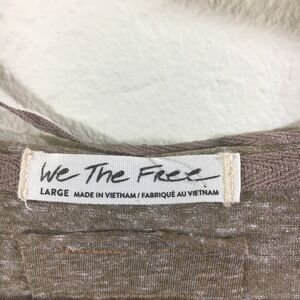 We The Free
LARGE MADE IN VIETNAM / FABRIQUÉ AU VIETNAM